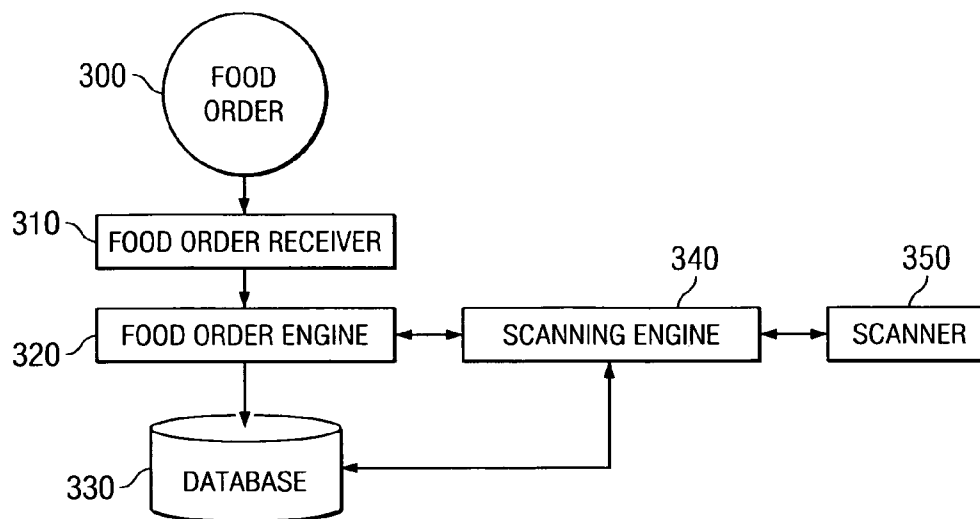 300
FOOD
ORDER
310
FOOD ORDER RECEIVER
340
350
320
FOOD ORDER ENGINE
SCANNING ENGINE
SCANNER
330
DATABASE